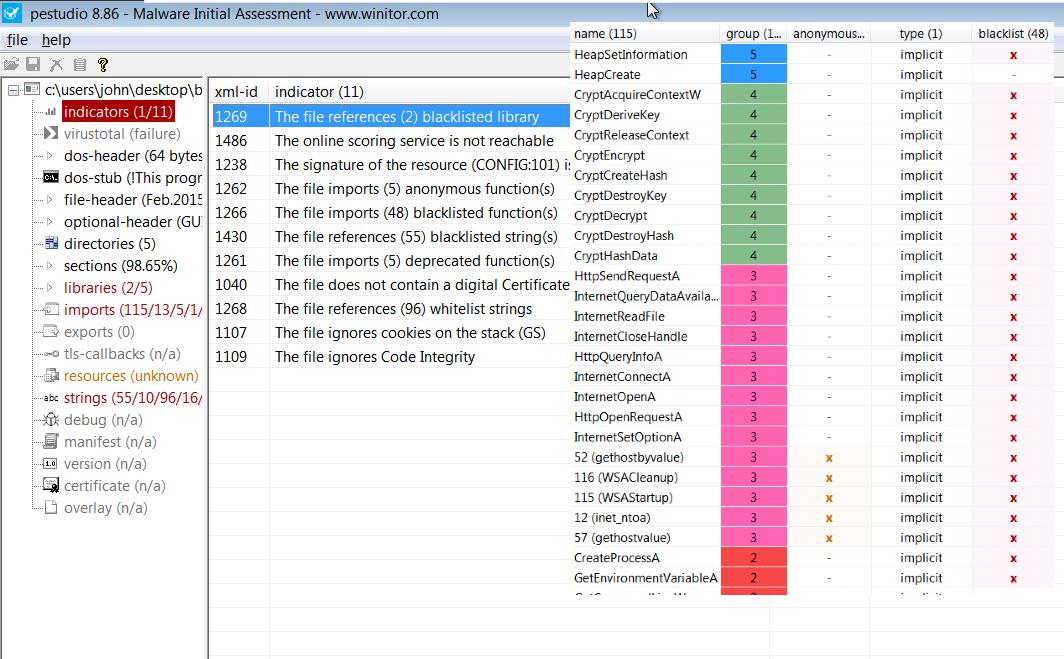 pestudio 8.86 - Malware Initial Assessment - www.winitor.com
file help
c:\users\john\desktop\b
indicators (1/11)
virustotal (failure)
dos-header (64 bytes
dos-stub (!This progr
file-header (Feb.2015
optional-header (GU
directories (5)
sections (98.65%)
libraries (2/5)
imports (115/13/5/1/
exports (0)
tls-callbacks (n/a)
resources (unknown)
abc strings (55/10/96/16/
debug (n/a)
manifest (n/a)
1.0 version (n/a)
certificate (n/a)
overlay (n/a)
xml-id indicator (11)
1269 The file references (2) blacklisted library
1486 The online scoring service is not reachable
1238 The signature of the resource (CONFIG:101) is
1262 The file imports (5) anonymous function(s)
1266 The file imports (48) blacklisted function(s)
1430 The file references (55) blacklisted string(s)
1261 The file imports (5) deprecated function(s)
1040 The file does not contain a digital Certificate
1268 The file references (96) whitelist strings
1107 The file ignores cookies on the stack (GS)
1109 The file ignores Code Integrity
name (115) group (1... anonymous... type (1) blacklist (48)
HeapSetInformation 5 - implicit x
HeapCreate 5 - implicit -
CryptAcquireContextW 4 - implicit x
CryptDeriveKey 4 - implicit x
CryptReleaseContext 4 - implicit x
CryptEncrypt 4 - implicit x
CryptCreateHash 4 - implicit x
CryptDestroyKey 4 - implicit x
CryptDecrypt 4 - implicit x
CryptDestroyHash 4 - implicit x
CryptHashData 4 - implicit x
HttpSendRequestA 3 - implicit x
InternetQueryDataAvaila... 3 - implicit x
InternetReadFile 3 - implicit x
InternetCloseHandle 3 - implicit x
HttpQueryInfoA 3 - implicit x
InternetConnectA 3 - implicit x
InternetOpenA 3 - implicit x
HttpOpenRequestA 3 - implicit x
InternetSetOptionA 3 - implicit x
52 (gethostbyvalue) 3 x implicit x
116 (WSACleanup) 3 x implicit x
115 (WSAStartup) 3 x implicit x
12 (inet_ntoa) 3 x implicit x
57 (gethostvalue) 3 x implicit x
CreateProcessA 2 - implicit x
GetEnvironmentVariableA 2 - implicit x